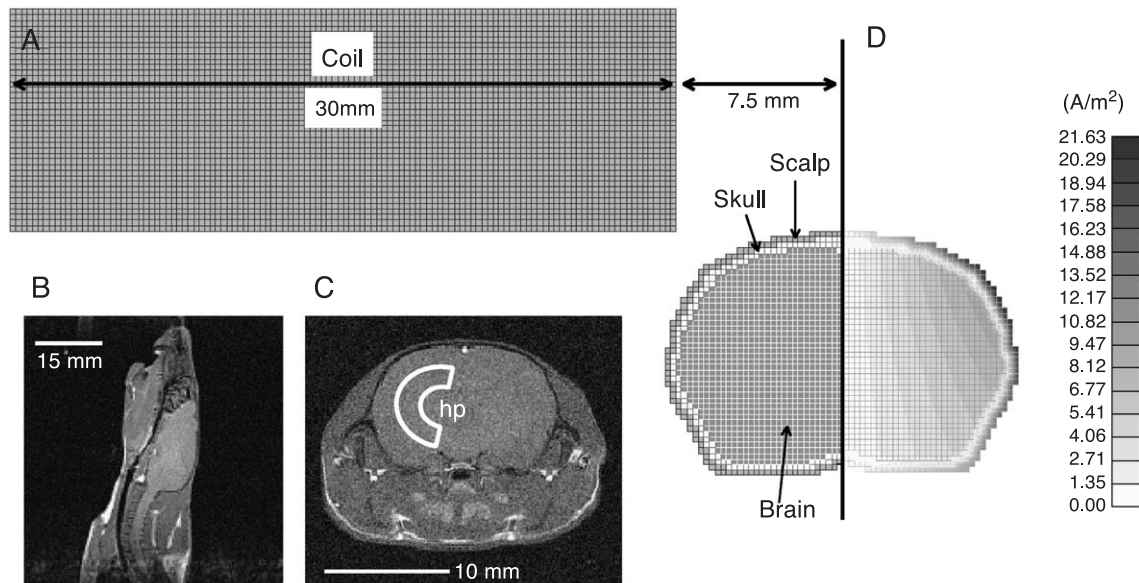 A
Coil
30mm
7.5 mm
D
(A/m²)
21.63
20.29
18.94
17.58
16.23
14.88
13.52
12.17
10.82
9.47
8.12
6.77
5.41
4.06
2.71
1.35
0.00
Scalp
Skull
Brain
B
15 mm
C
hp
10 mm